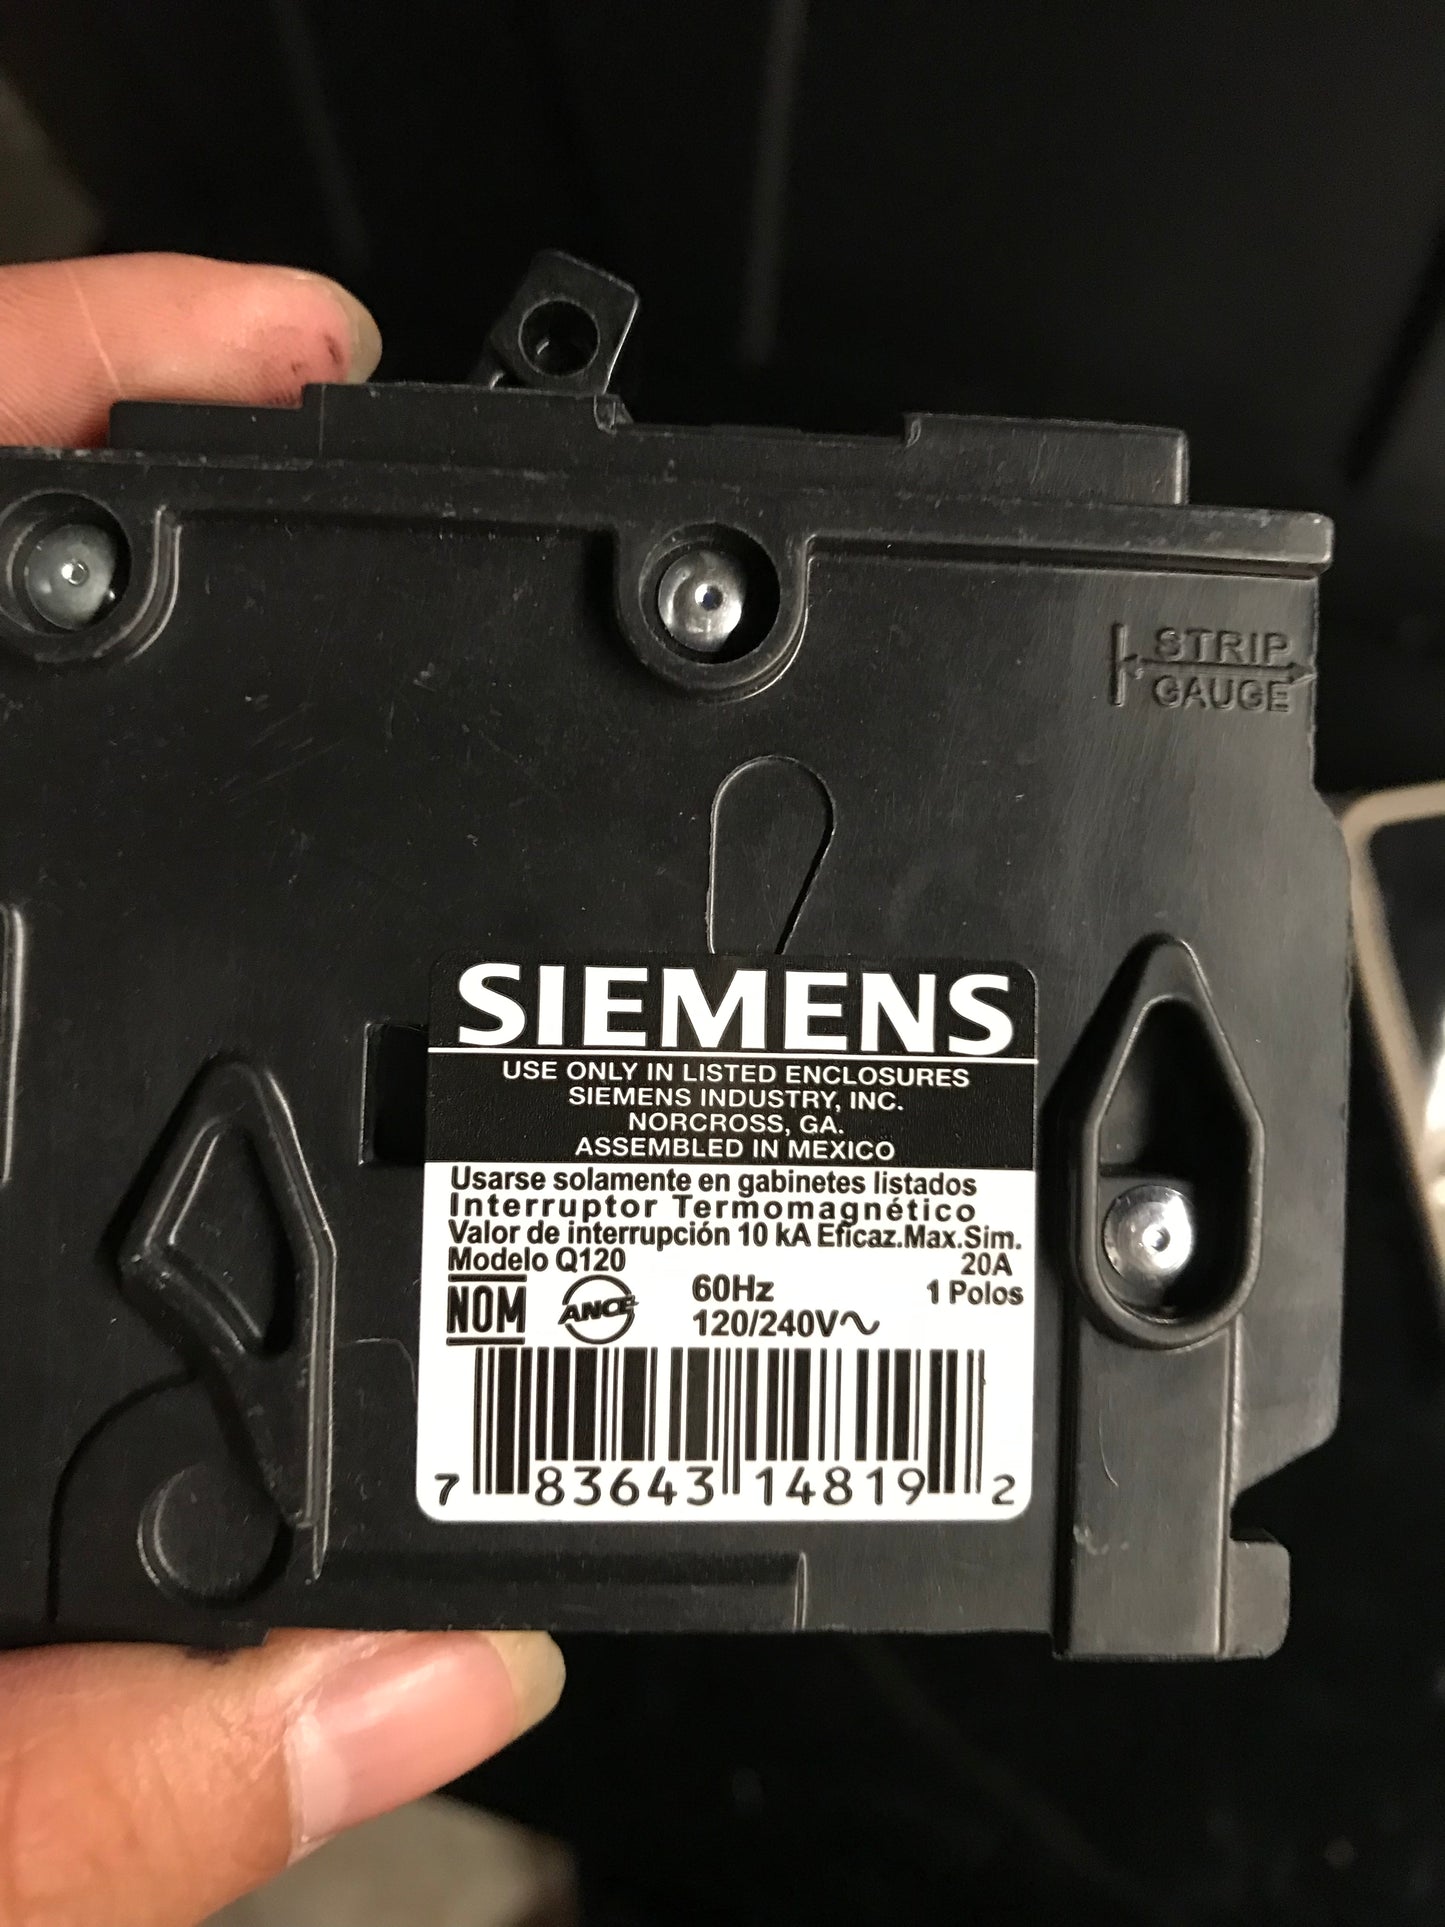 STRIP
GAUGE
SIEMENS
USE ONLY IN LISTED ENCLOSURES
SIEMENS INDUSTRY, INC.
NORCROSS, GA.
ASSEMBLED IN MEXICO
Usarse solamente en gabinetes listados
Interruptor Termomagnético
Valor de interrupción 10 kA Eficaz.Max.Sim.
Modelo Q120 20A
NOM ANCE 60Hz 1 Polos
120/240V~
7 83643 14819 2